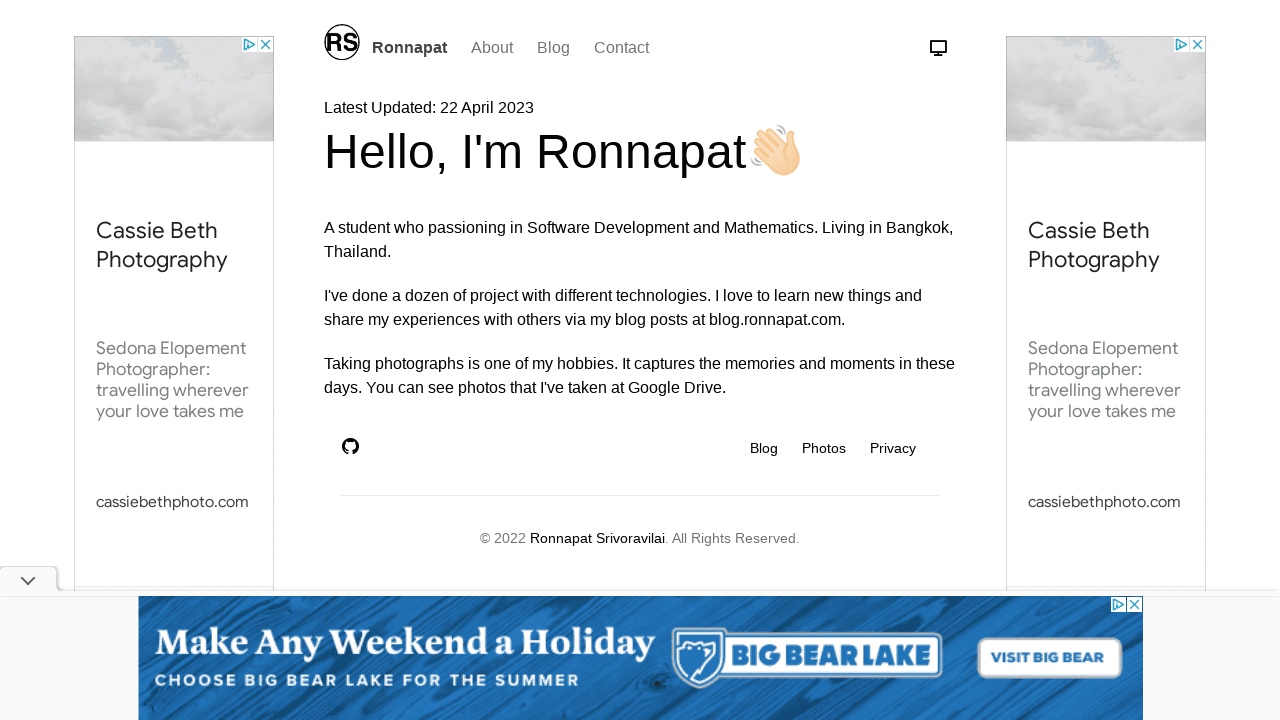 RS
Ronnapat About Blog Contact
Latest Updated: 22 April 2023
Hello, I'm Ronnapat👋🏻
A student who passioning in Software Development and Mathematics. Living in Bangkok,
Thailand.
I've done a dozen of project with different technologies. I love to learn new things and
share my experiences with others via my blog posts at blog.ronnapat.com.
Taking photographs is one of my hobbies. It captures the memories and moments in these
days. You can see photos that I've taken at Google Drive.
Blog Photos Privacy
© 2022 Ronnapat Srivoravilai. All Rights Reserved.
Cassie Beth
Photography
Sedona Elopement
Photographer:
travelling wherever
your love takes me
cassiebethphoto.com
Cassie Beth
Photography
Sedona Elopement
Photographer:
travelling wherever
your love takes me
cassiebethphoto.com
Make Any Weekend a Holiday
CHOOSE BIG BEAR LAKE FOR THE SUMMER
BIG BEAR LAKE
VISIT BIG BEAR